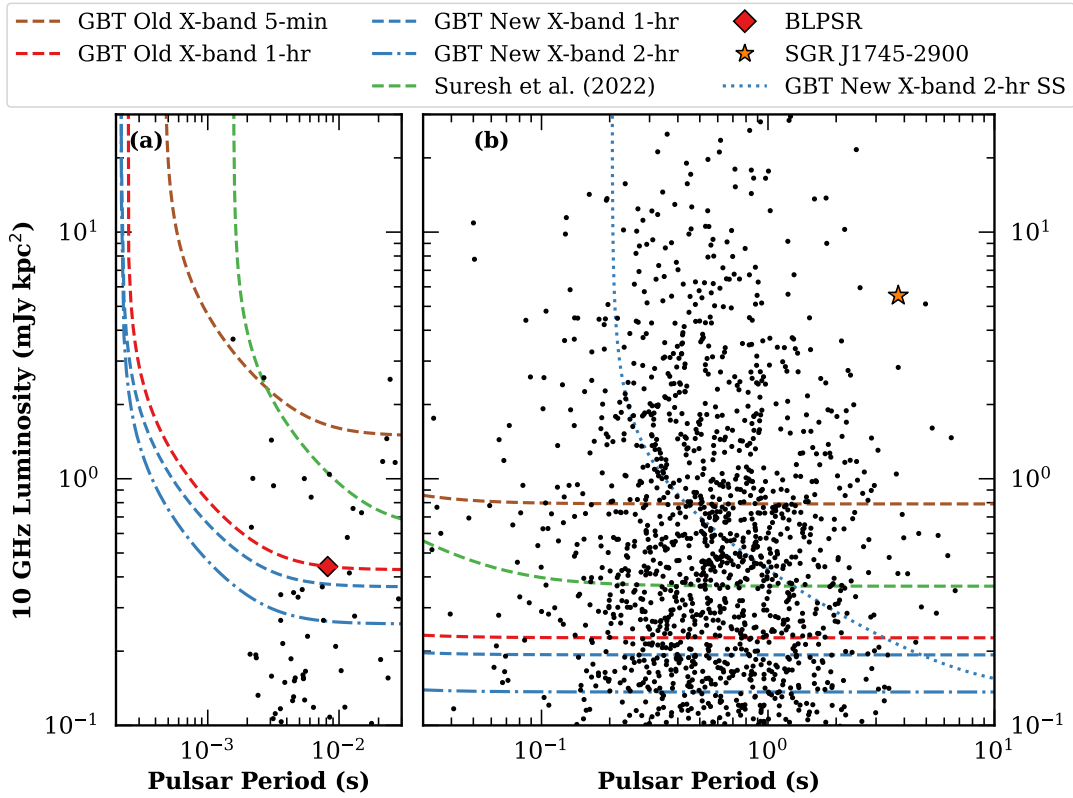 GBT Old X-band 5-min
GBT Old X-band 1-hr
GBT New X-band 1-hr
GBT New X-band 2-hr
Suresh et al. (2022)
BLPSR
SGR J1745-2900
GBT New X-band 2-hr SS
(a)
(b)
10 GHz Luminosity (mJy kpc²)
10¹
10⁰
10⁻¹
10¹
10⁰
10⁻¹
10⁻³
10⁻²
10⁻¹
10⁰
10¹
Pulsar Period (s)
Pulsar Period (s)